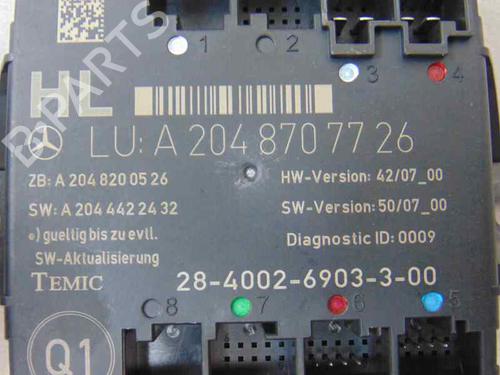 1 2 3 4
HL
LU: A 204 870 77 26
ZB: A 204 820 05 26
HW-Version: 42/07_00
SW: A 204 442 24 32
SW-Version: 50/07_00
•) gueltig bis zu evtl.
SW-Aktualisierung
Diagnostic ID: 0009
TEMIC
28-4002-6903-3-00
8 7 6 5
Q1
B-PARTS